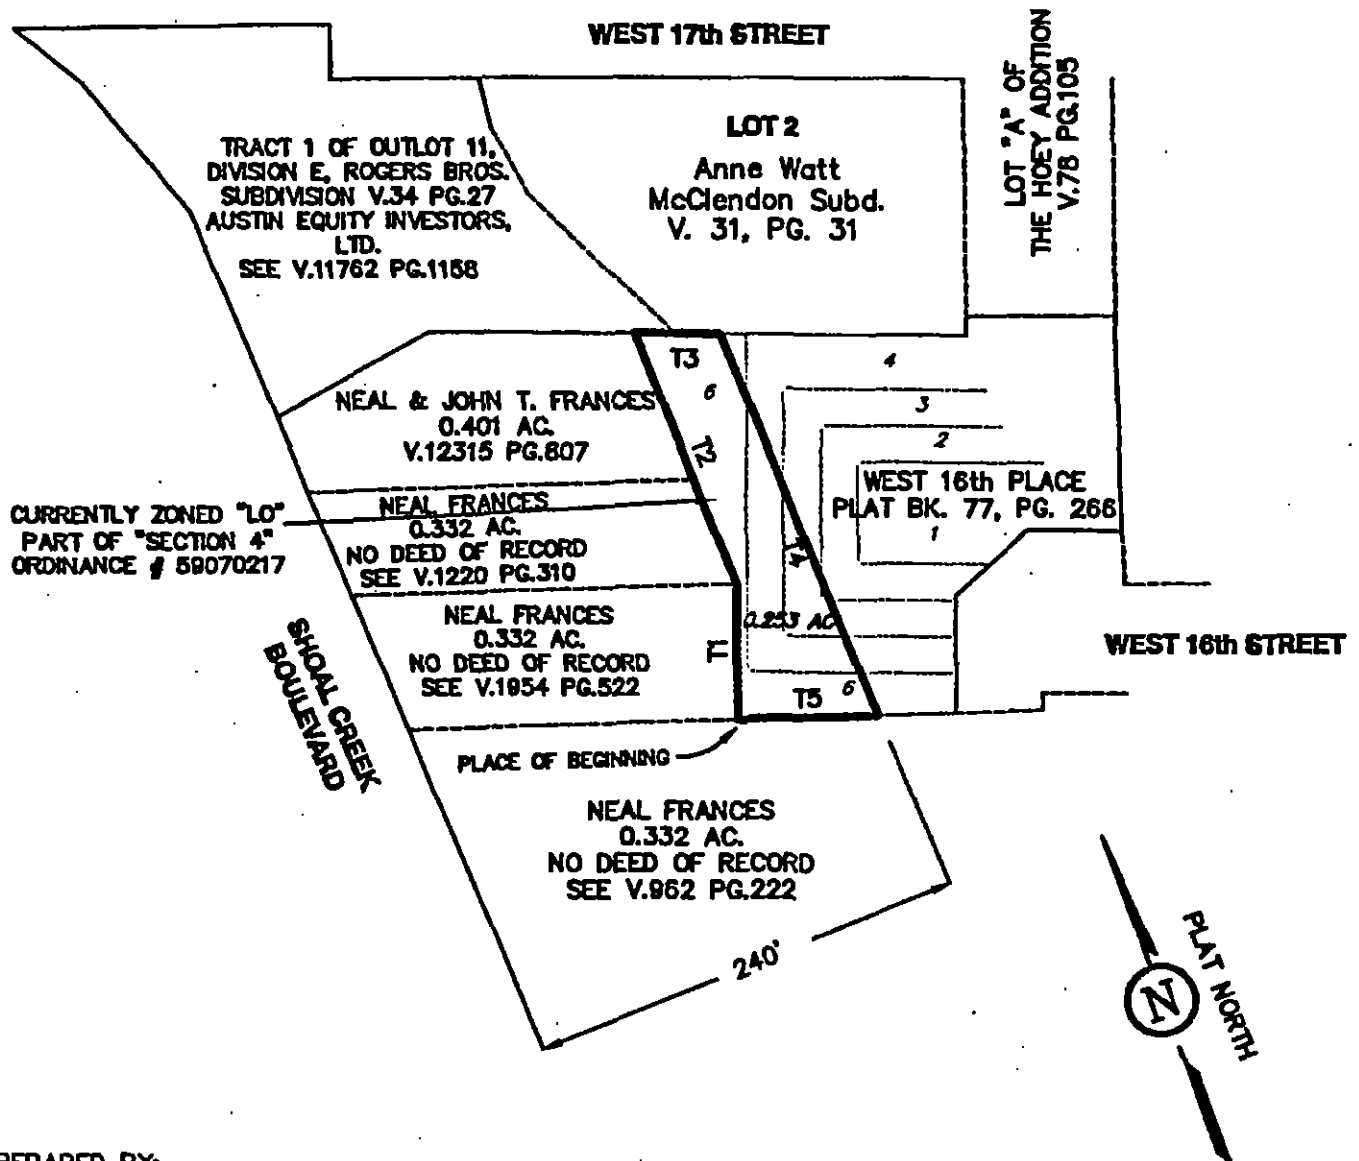 WEST 17th STREET
LOT "A" OF
THE HOEY ADDITION
V.78 PG.105
LOT 2
Anne Watt
McClendon Subd.
V. 31, PG. 31
TRACT 1 OF OUTLOT 11,
DIVISION E, ROGERS BROS.
SUBDIVISION V.34 PG.27
AUSTIN EQUITY INVESTORS,
LTD.
SEE V.11762 PG.1158
T3
6
4
3
2
NEAL & JOHN T. FRANCES
0.401 AC.
V.12315 PG.807
T2
WEST 16th PLACE
PLAT BK. 77, PG. 266
1
CURRENTLY ZONED "LO"
PART OF "SECTION 4"
ORDINANCE # 59070217
NEAL FRANCES
0.332 AC.
NO DEED OF RECORD
SEE V.1220 PG.310
T4
NEAL FRANCES
0.332 AC.
NO DEED OF RECORD
SEE V.1954 PG.522
T1
0.253 AC
WEST 16th STREET
SHOAL CREEK
BOULEVARD
T5
6
PLACE OF BEGINNING
NEAL FRANCES
0.332 AC.
NO DEED OF RECORD
SEE V.962 PG.222
240'
PLAT NORTH
N